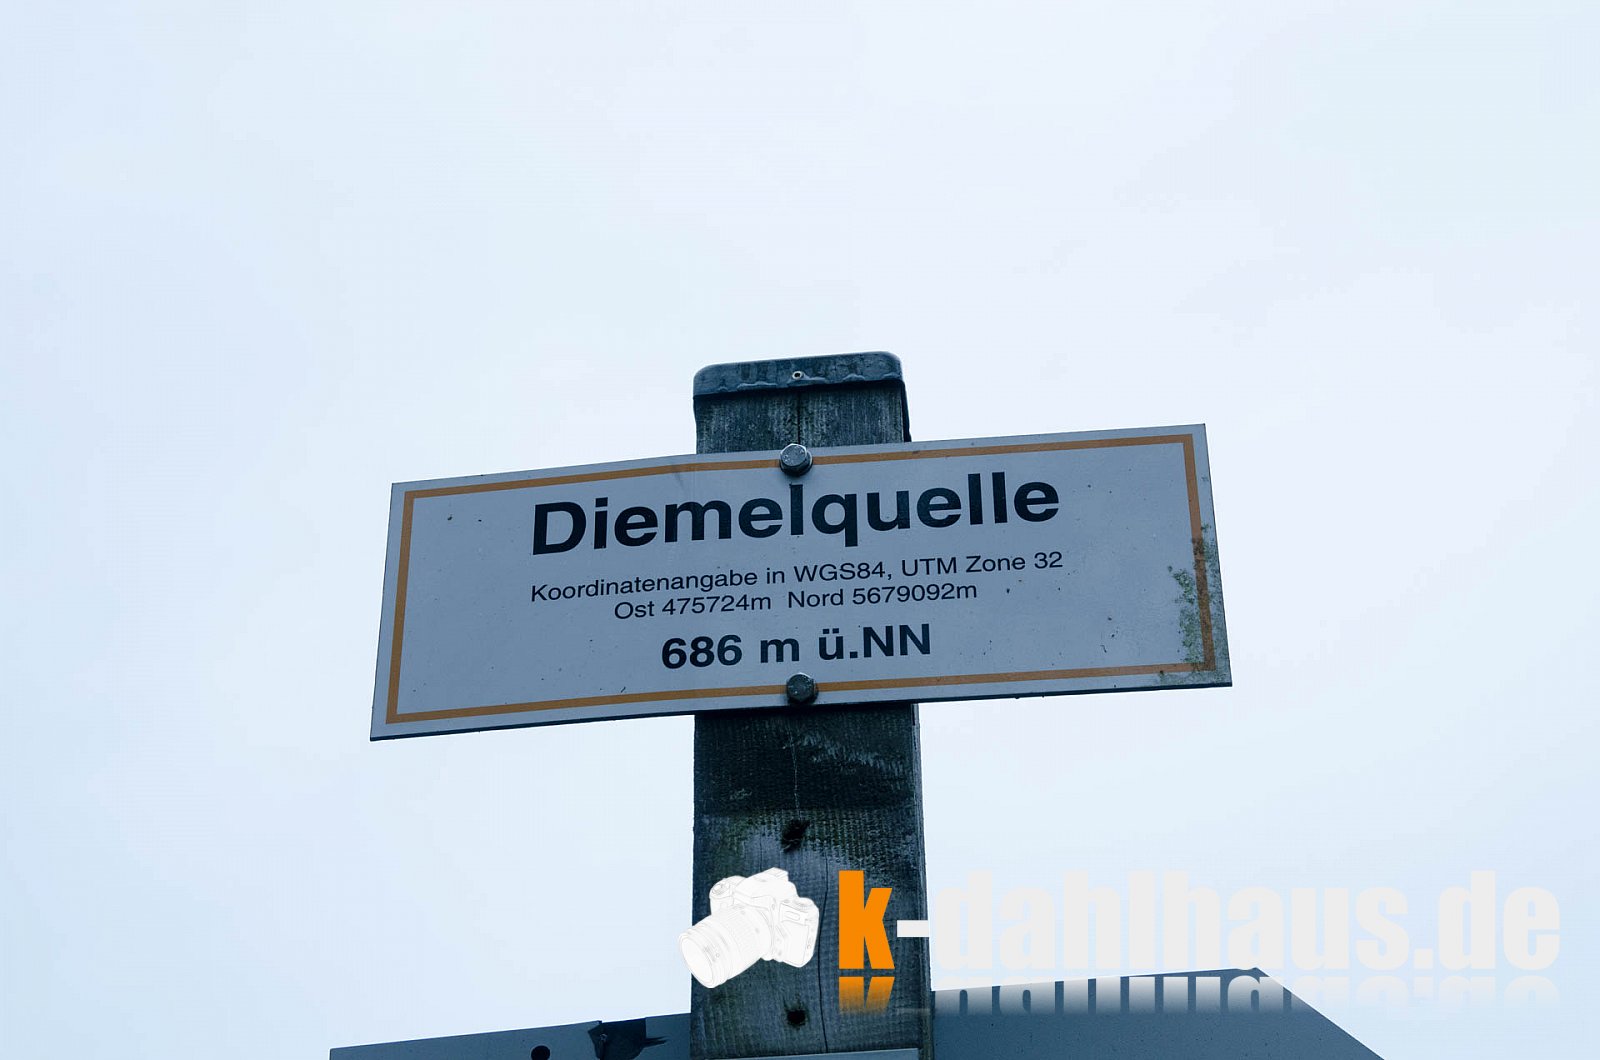 Diemelquelle
Koordinatenangabe in WGS84, UTM Zone 32
Ost 475724m Nord 5679092m
686 m ü.NN
k-dahlhaus.de